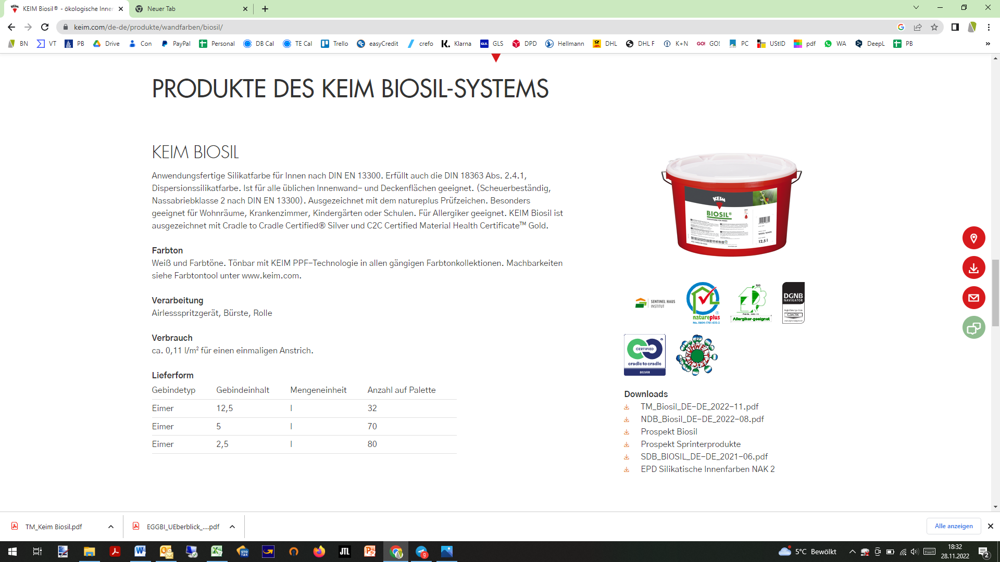 KEIM Biosil® - ökologische Inner
Neuer Tab
keim.com/de-de/produkte/wandfarben/biosil/
BN
VT
PB
Drive
Con
PayPal
Personal
DB Cal
TE Cal
Trello
easyCredit
crefo
Klarna
GLS
DPD
Hellmann
DHL
DHL F
K+N
GO!
PC
UStID
pdf
WA
DeepL
PB
»
PRODUKTE DES KEIM BIOSIL-SYSTEMS
KEIM BIOSIL
Anwendungsfertige Silikatfarbe für Innen nach DIN EN 13300. Erfüllt auch die DIN 18363 Abs. 2.4.1,
Dispersionssilikatfarbe. Ist für alle üblichen Innenwand- und Deckenflächen geeignet. (Scheuerbeständig,
Nassabriebklasse 2 nach DIN EN 13300). Ausgezeichnet mit dem natureplus Prüfzeichen. Besonders
geeignet für Wohnräume, Krankenzimmer, Kindergärten oder Schulen. Für Allergiker geeignet. KEIM Biosil ist
ausgezeichnet mit Cradle to Cradle Certified® Silver und C2C Certified Material Health Certificate™ Gold.
Farbton
Weiß und Farbtöne. Tönbar mit KEIM PPF-Technologie in allen gängigen Farbtonkollektionen. Machbarkeiten
siehe Farbtontool unter www.keim.com.
Verarbeitung
Airlessspritzgerät, Bürste, Rolle
Verbrauch
ca. 0,11 l/m² für einen einmaligen Anstrich.
Lieferform
Gebindetyp Gebindeinhalt Mengeneinheit Anzahl auf Palette
Eimer 12,5 l 32
Eimer 5 l 70
Eimer 2,5 l 80
KEIM
BIOSIL®
12,5 l
SENTINEL HAUS
INSTITUT
natureplus
IUG
Allergiker-geeignet
DGNB
NAVIGATOR
CERTIFIED
cradle to cradle
SILVER
Downloads
TM_Biosil_DE-DE_2022-11.pdf
NDB_Biosil_DE-DE_2022-08.pdf
Prospekt Biosil
Prospekt Sprinterprodukte
SDB_BIOSIL_DE-DE_2021-06.pdf
EPD Silikatische Innenfarben NAK 2
TM_Keim Biosil.pdf
EGGBI_UEberblick_....pdf
Alle anzeigen
JTL
9
5°C Bewölkt
18:32
28.11.2022
2